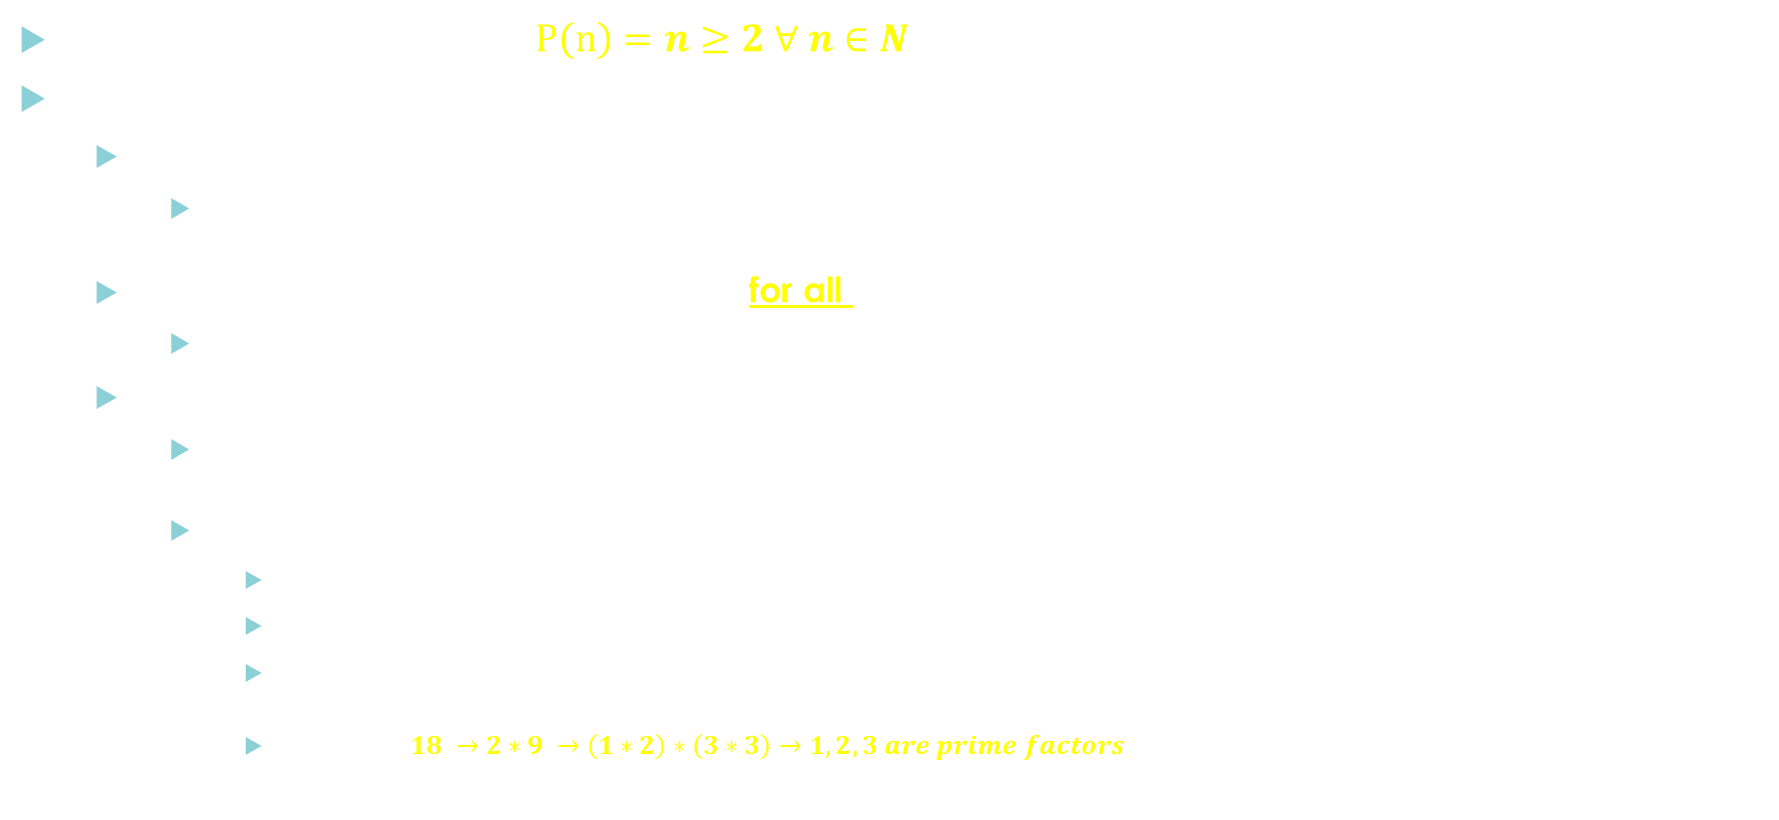 P(n) = n ≥ 2 ∀ n ∈ N
for all
18 → 2 ∗ 9 → (1 ∗ 2) ∗ (3 ∗ 3) → 1, 2, 3 are prime factors